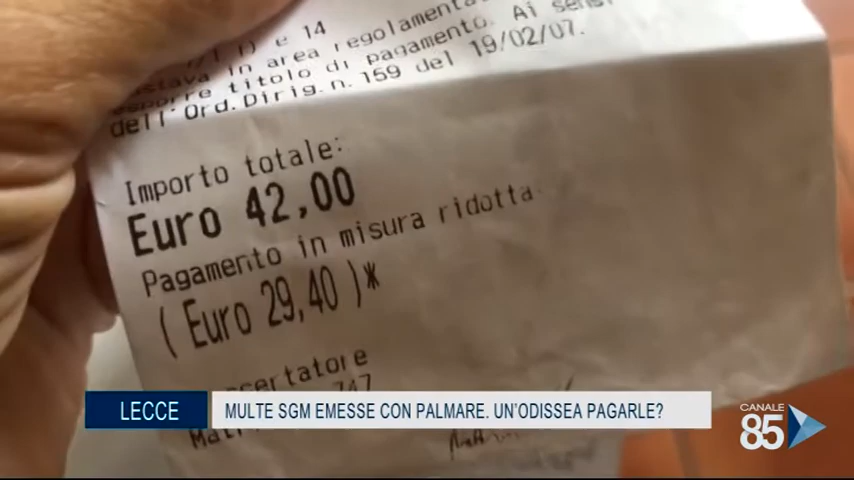 e 14
in area regolamenta
esporre titolo di pagamento. Ai sensi
dell'Ord.Dirig.n.159 del 19/02/07.
Importo totale:
Euro 42,00
Pagamento in misura ridotta
(Euro 29,40 )*
certatore
LECCE
MULTE SGM EMESSE CON PALMARE. UN'ODISSEA PAGARLE?
CANALE
85